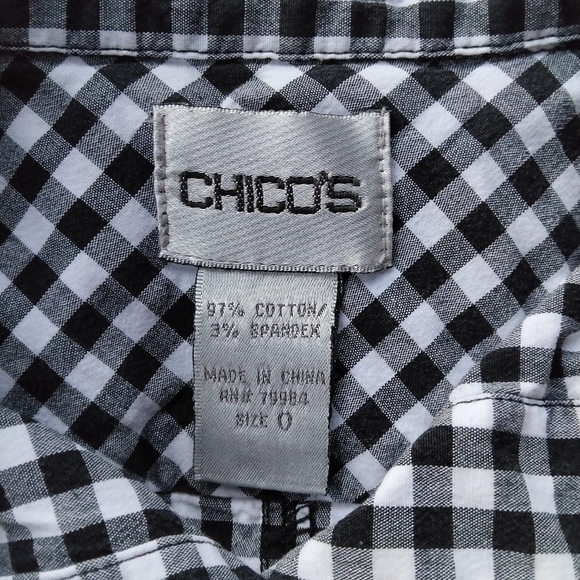 CHICO'S
97% COTTON/
3% SPANDEX
MADE IN CHINA
RN# 79984
SIZE 0